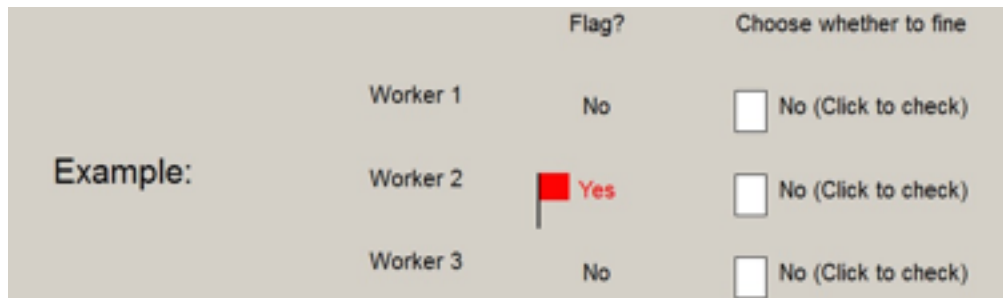 Flag? Choose whether to fine
Worker 1 No No (Click to check)
Example:
Worker 2 Yes No (Click to check)
Worker 3 No No (Click to check)